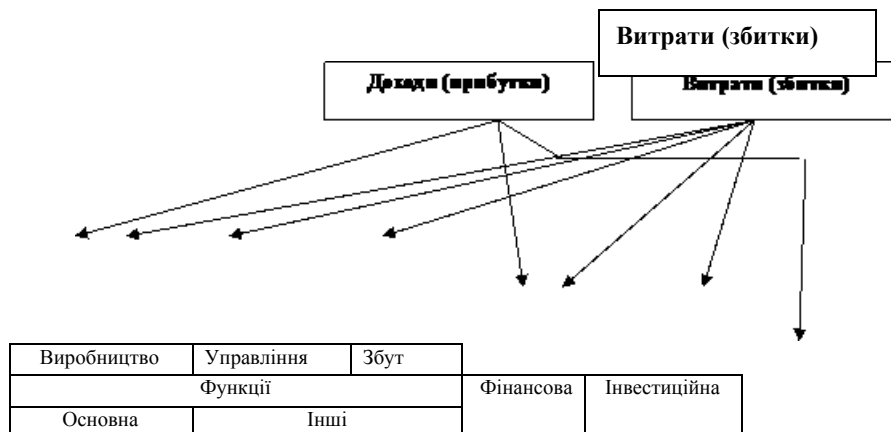 Витрати (збитки)
Доходи (прибутки)
Витрати (збитки)
Виробництво Управління Збут
Функції Фінансова Інвестиційна
Основна Інші